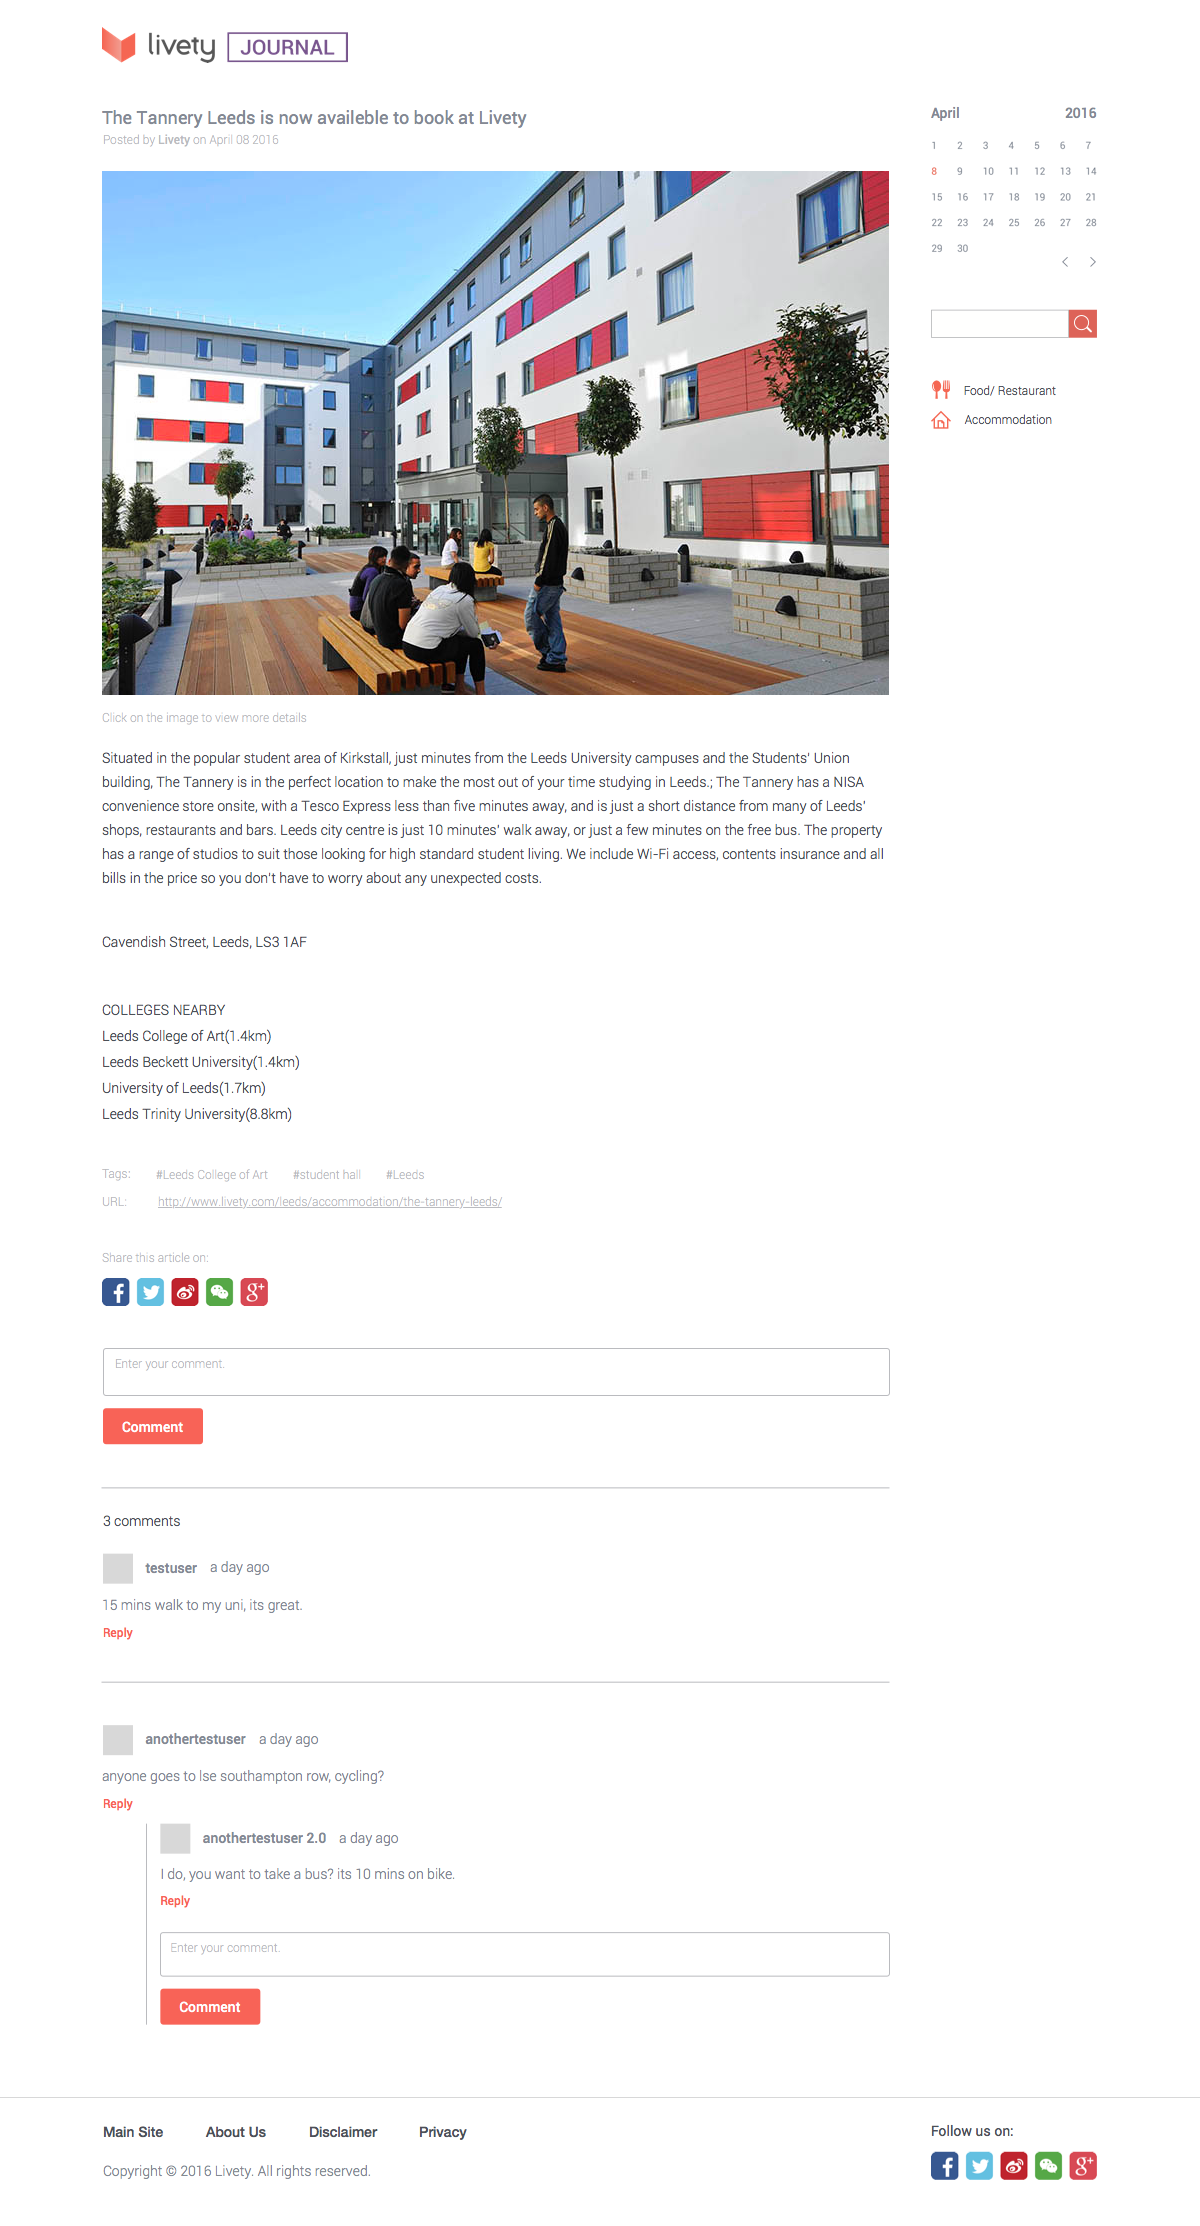 livety JOURNAL
The Tannery Leeds is now availeble to book at Livety
Posted by Livety on April 08 2016
Click on the image to view more details
Situated in the popular student area of Kirkstall, just minutes from the Leeds University campuses and the Students' Union
building, The Tannery is in the perfect location to make the most out of your time studying in Leeds.; The Tannery has a NISA
convenience store onsite, with a Tesco Express less than five minutes away, and is just a short distance from many of Leeds'
shops, restaurants and bars. Leeds city centre is just 10 minutes' walk away, or just a few minutes on the free bus. The property
has a range of studios to suit those looking for high standard student living. We include Wi-Fi access, contents insurance and all
bills in the price so you don't have to worry about any unexpected costs.
Cavendish Street, Leeds, LS3 1AF
COLLEGES NEARBY
Leeds College of Art(1.4km)
Leeds Beckett University(1.4km)
University of Leeds(1.7km)
Leeds Trinity University(8.8km)
Tags: #Leeds College of Art #student hall #Leeds
URL: http://www.livety.com/leeds/accommodation/the-tannery-leeds/
Share this article on:
Enter your comment.
Comment
3 comments
testuser a day ago
15 mins walk to my uni, its great.
Reply
anothertestuser a day ago
anyone goes to lse southampton row, cycling?
Reply
anothertestuser 2.0 a day ago
I do, you want to take a bus? its 10 mins on bike.
Reply
Enter your comment.
Comment
April 2016
1 2 3 4 5 6 7
8 9 10 11 12 13 14
15 16 17 18 19 20 21
22 23 24 25 26 27 28
29 30
Food/ Restaurant
Accommodation
Main Site About Us Disclaimer Privacy
Copyright © 2016 Livety. All rights reserved.
Follow us on: